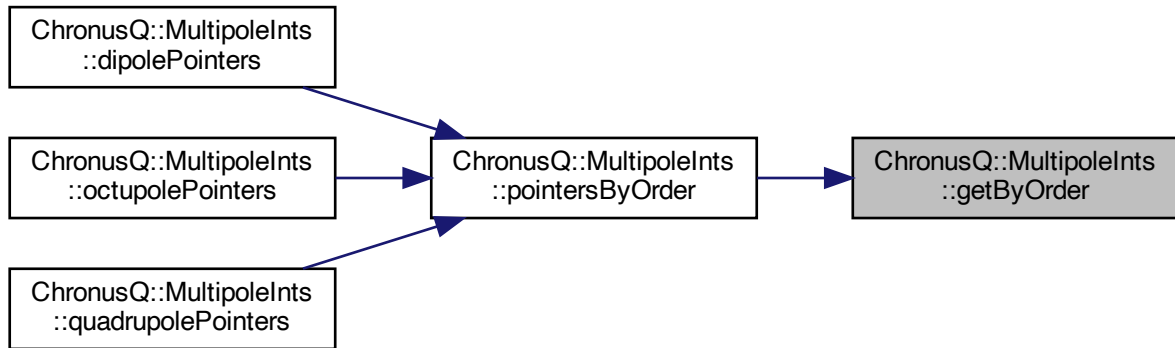 ChronusQ::MultipoleInts
::dipolePointers
ChronusQ::MultipoleInts
::octupolePointers
ChronusQ::MultipoleInts
::quadrupolePointers
ChronusQ::MultipoleInts
::pointersByOrder
ChronusQ::MultipoleInts
::getByOrder